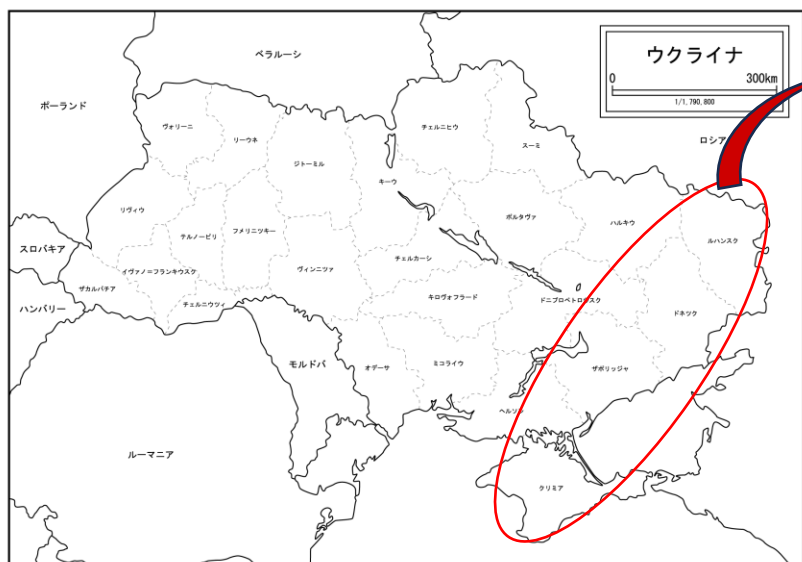 ウクライナ
0 300km
1/1,790,800
ベラルーシ
ポーランド
ロシア
ヴォリーニ
リーウネ
チェルニヒウ
スーミ
ジトーミル
キーウ
リヴィウ
テルノーピリ
フメリニツキー
ポルタヴァ
ハルキウ
ルハンスク
スロバキア
イヴァノ=フランキウスク
ヴィンニツァ
チェルカーシ
ザカルパチア
チェルニウツィ
キロヴォフラード
ドニプロペトロウスク
ドネツク
ハンバリー
モルドバ
オデーサ
ミコライウ
ザポリッジャ
ヘルソン
ルーマニア
クリミア